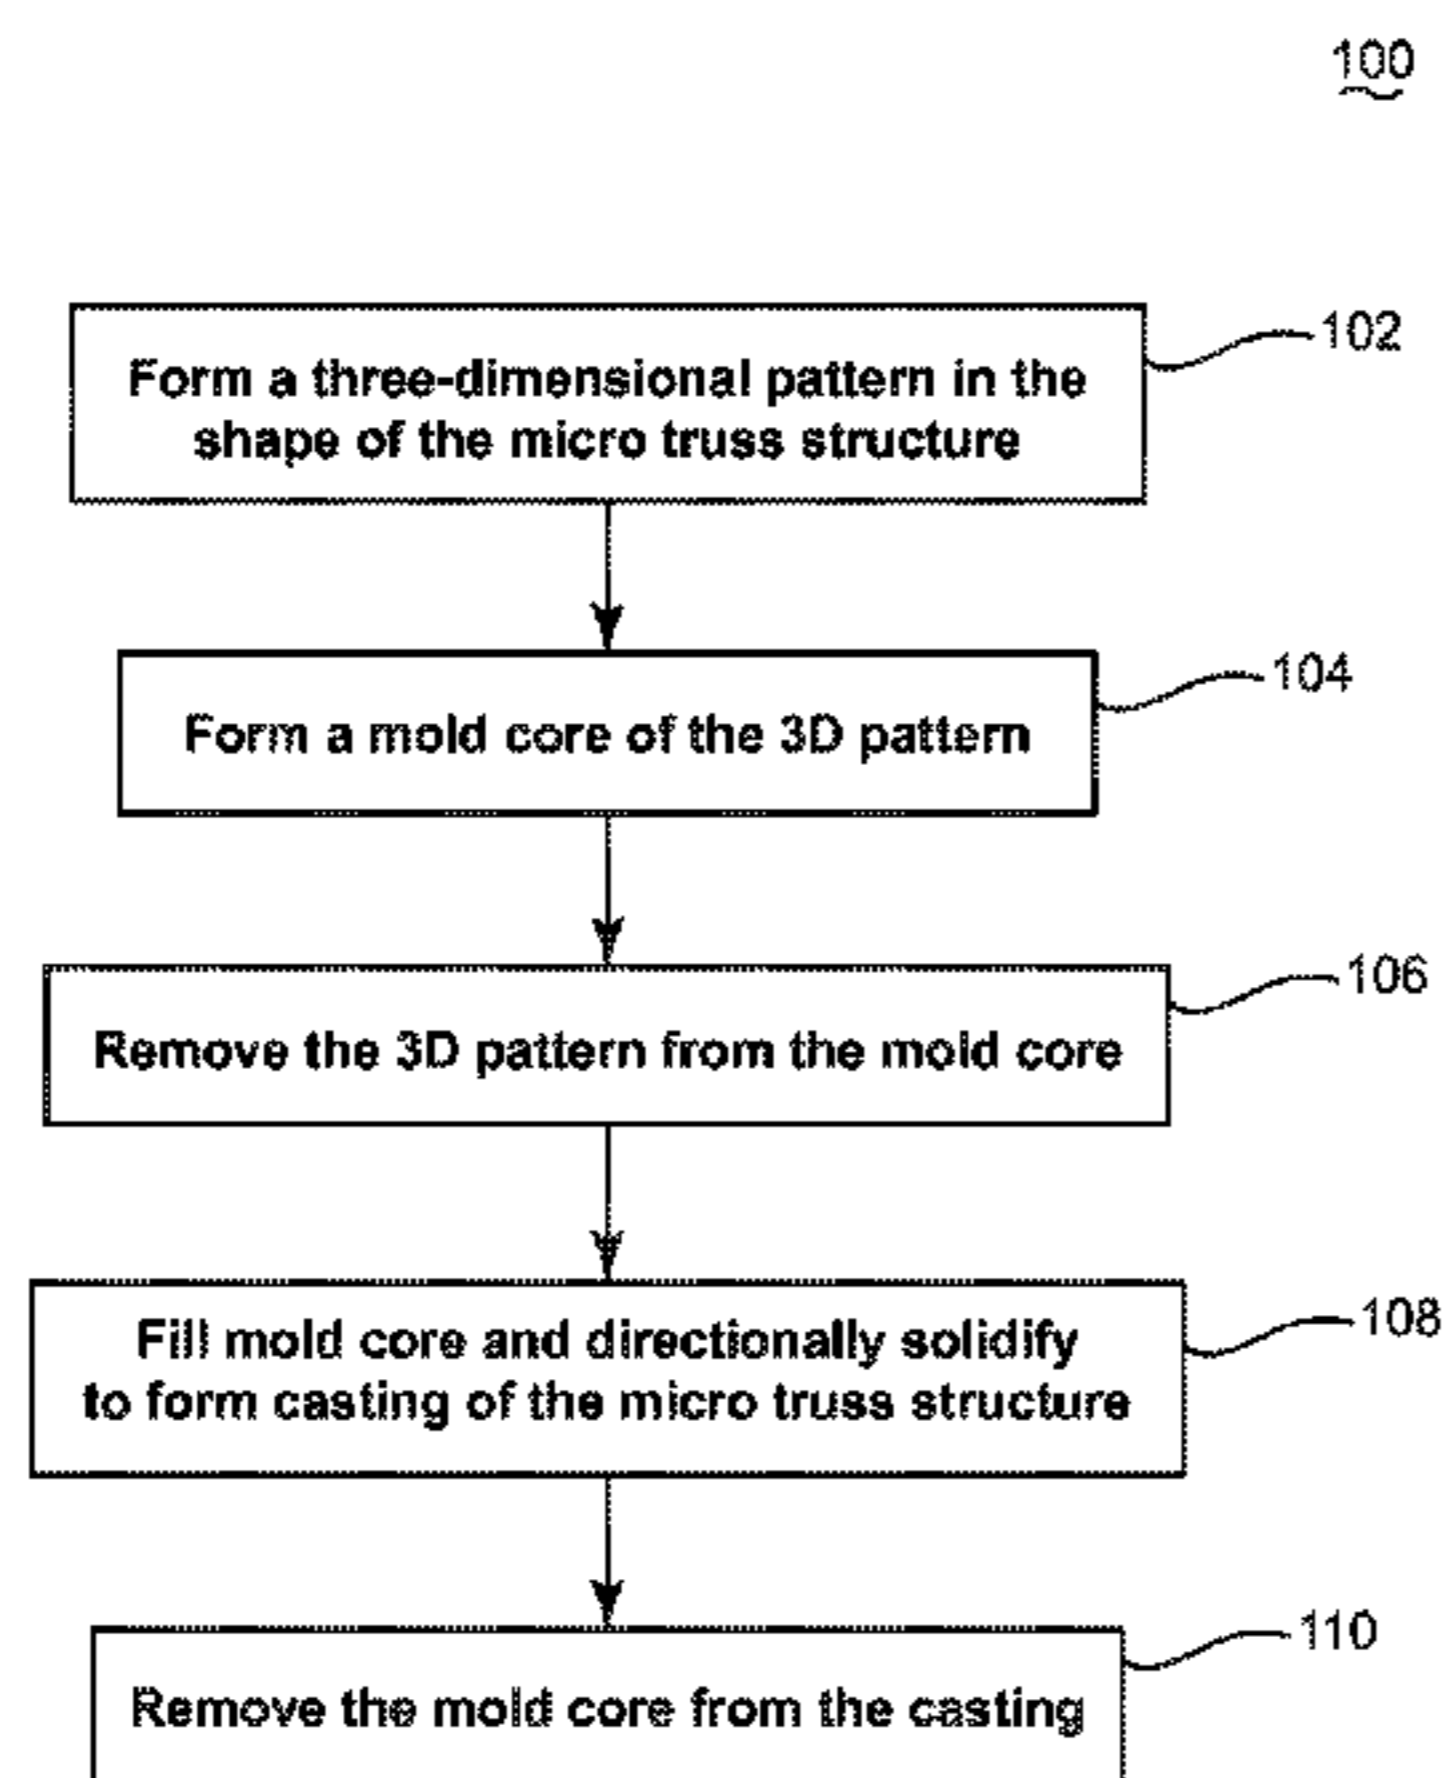 100
Form a three-dimensional pattern in the
shape of the micro truss structure
102
Form a mold core of the 3D pattern
104
Remove the 3D pattern from the mold core
106
Fill mold core and directionally solidify
to form casting of the micro truss structure
108
Remove the mold core from the casting
110